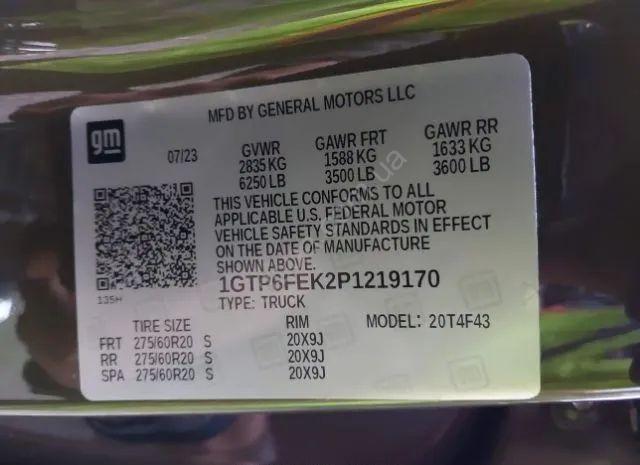 MFD BY GENERAL MOTORS LLC
gm
07/23
GVWR GAWR FRT GAWR RR
2835 KG 1588 KG 1633 KG
6250 LB 3500 LB 3600 LB
THIS VEHICLE CONFORMS TO ALL
APPLICABLE U.S. FEDERAL MOTOR
VEHICLE SAFETY STANDARDS IN EFFECT
ON THE DATE OF MANUFACTURE
SHOWN ABOVE.
135H
1GTP6FEK2P1219170
TYPE: TRUCK
TIRE SIZE RIM MODEL: 20T4F43
FRT 275/60R20 S 20X9J
RR 275/60R20 S 20X9J
SPA 275/60R20 S 20X9J